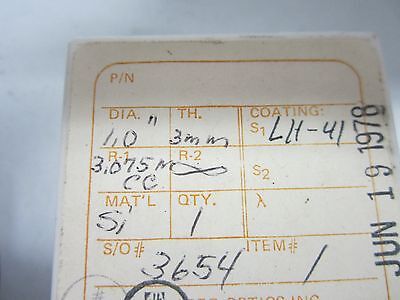 P/N
DIA. TH. COATING:
1.0" 3mm S1 LH-41
R-1 R-2
3.075M ∞ S2
CC.
MAT'L QTY. λ
Si 1
S/O# ITEM#
3654 1
OPTICS INC.
JUN 19 1978